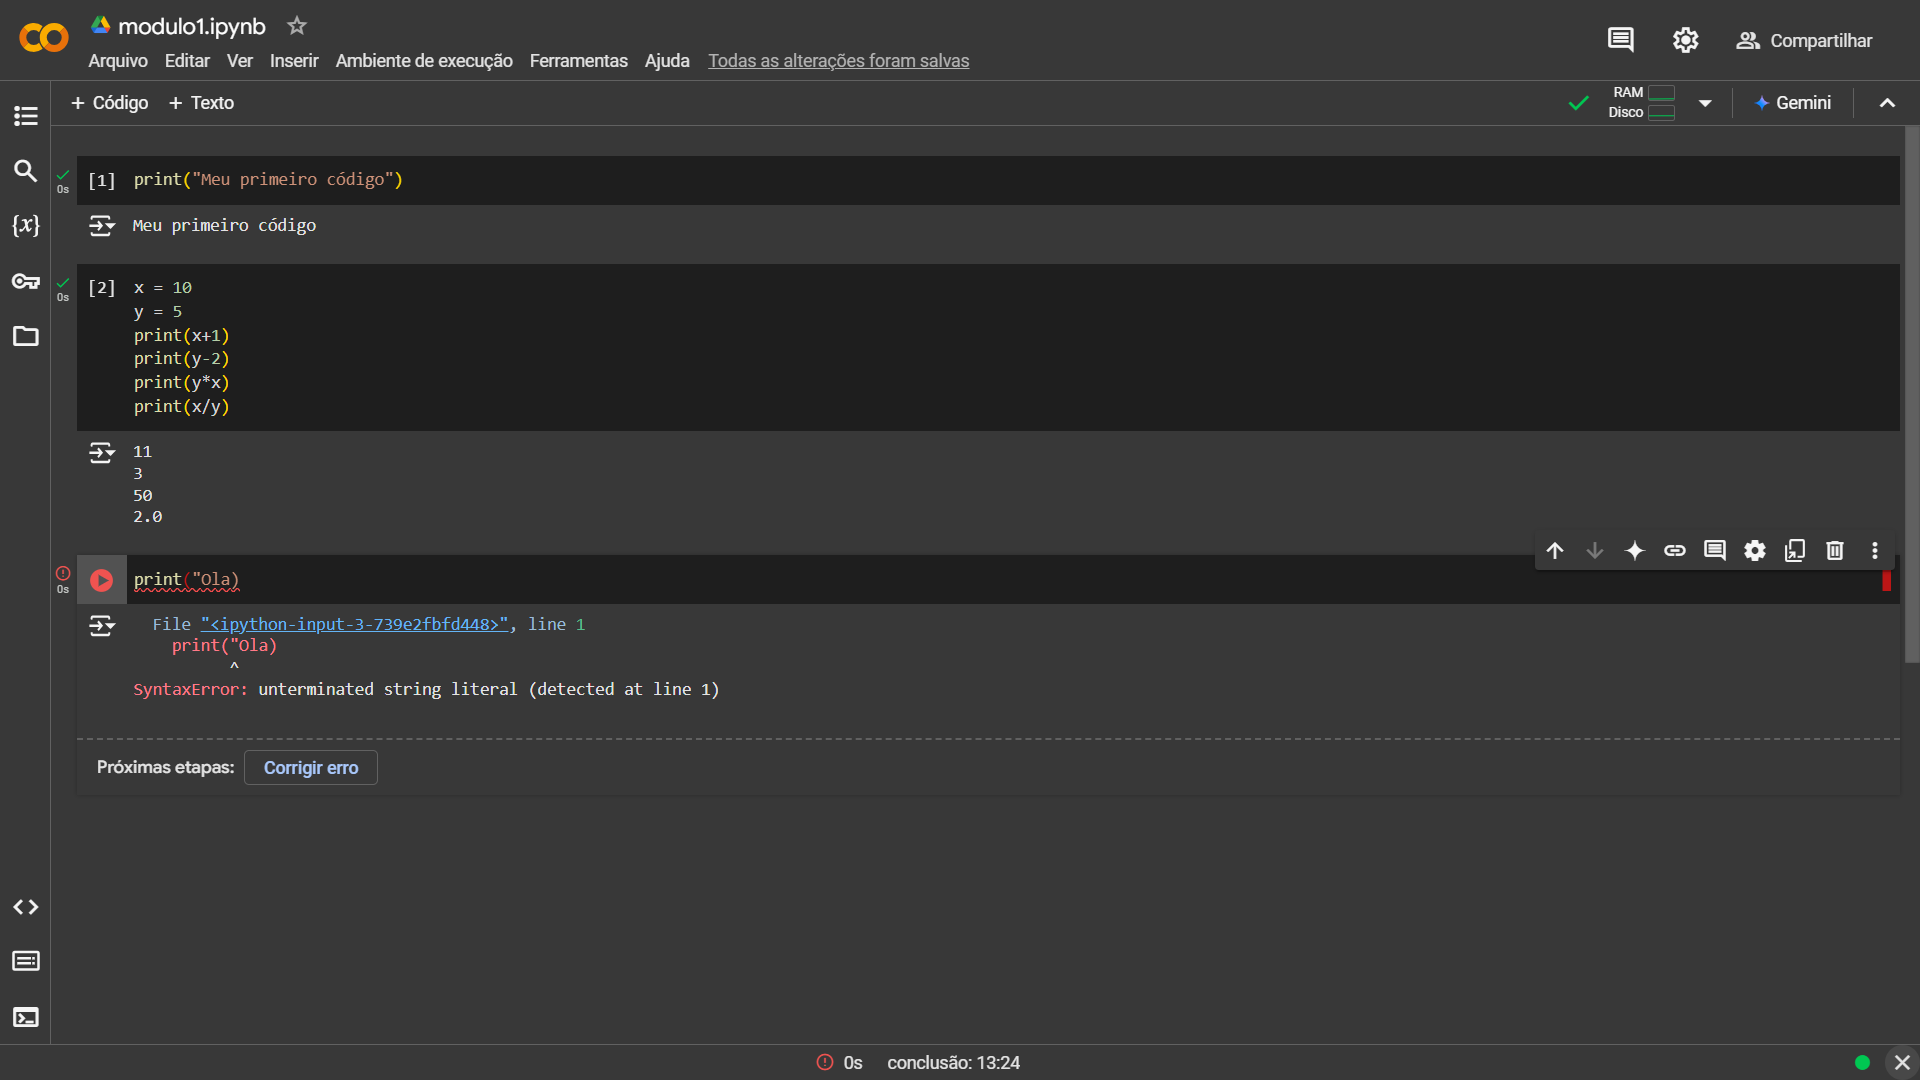 modulo1.ipynb
Arquivo Editar Ver Inserir Ambiente de execução Ferramentas Ajuda Todas as alterações foram salvas
Compartilhar
+ Código + Texto
RAM
Disco
Gemini
{x}
0s
[1] print("Meu primeiro código")
Meu primeiro código
0s
[2] x = 10
y = 5
print(x+1)
print(y-2)
print(y*x)
print(x/y)
11
3
50
2.0
0s
print("Ola)
File "<ipython-input-3-739e2fbfd448>", line 1
print("Ola)
^
SyntaxError: unterminated string literal (detected at line 1)
Próximas etapas: Corrigir erro
0s conclusão: 13:24